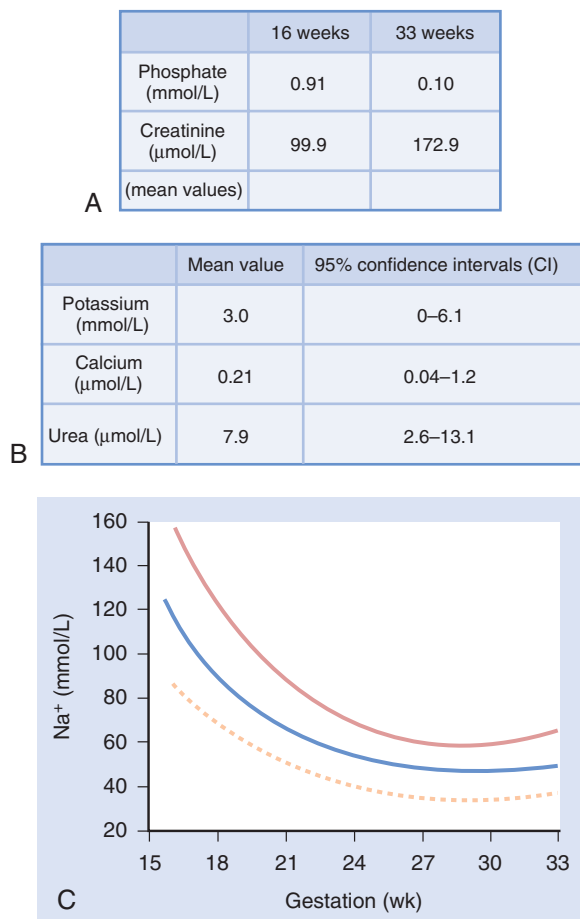 16 weeks 33 weeks
Phosphate
(mmol/L) 0.91 0.10
Creatinine
(μmol/L) 99.9 172.9
(mean values)
A
Mean value 95% confidence intervals (CI)
Potassium
(mmol/L) 3.0 0–6.1
Calcium
(μmol/L) 0.21 0.04–1.2
Urea (μmol/L) 7.9 2.6–13.1
B
160
140
120
100
80
60
40
20
Na⁺ (mmol/L)
15 18 21 24 27 30 33
Gestation (wk)
C